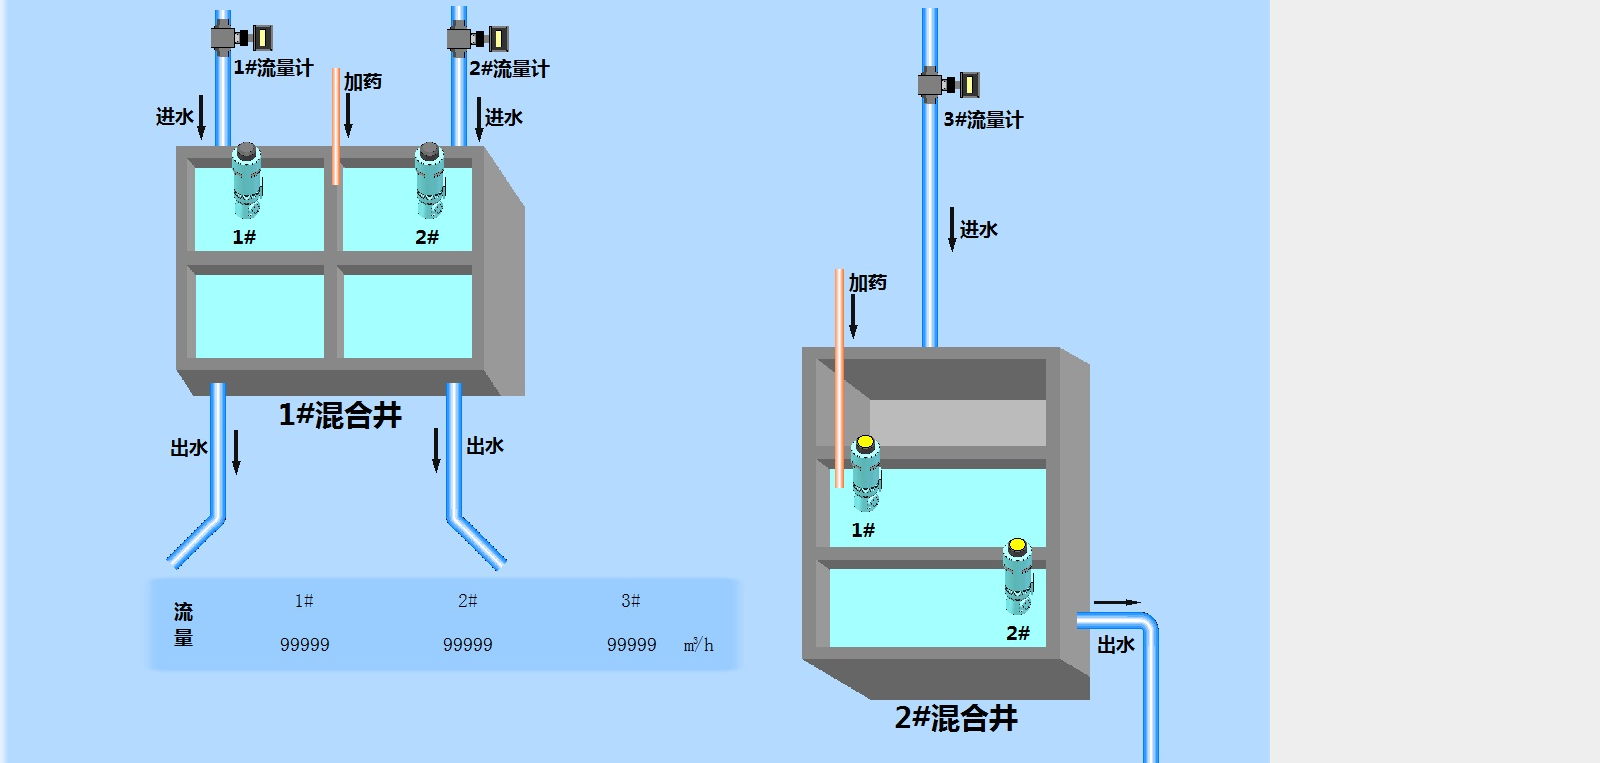 1#流量计
2#流量计
加药
进水
进水
1#
2#
1#混合井
出水
出水
3#流量计
进水
加药
1#
2#
出水
2#混合井
流量
1# 2# 3#
99999 99999 99999 m³/h